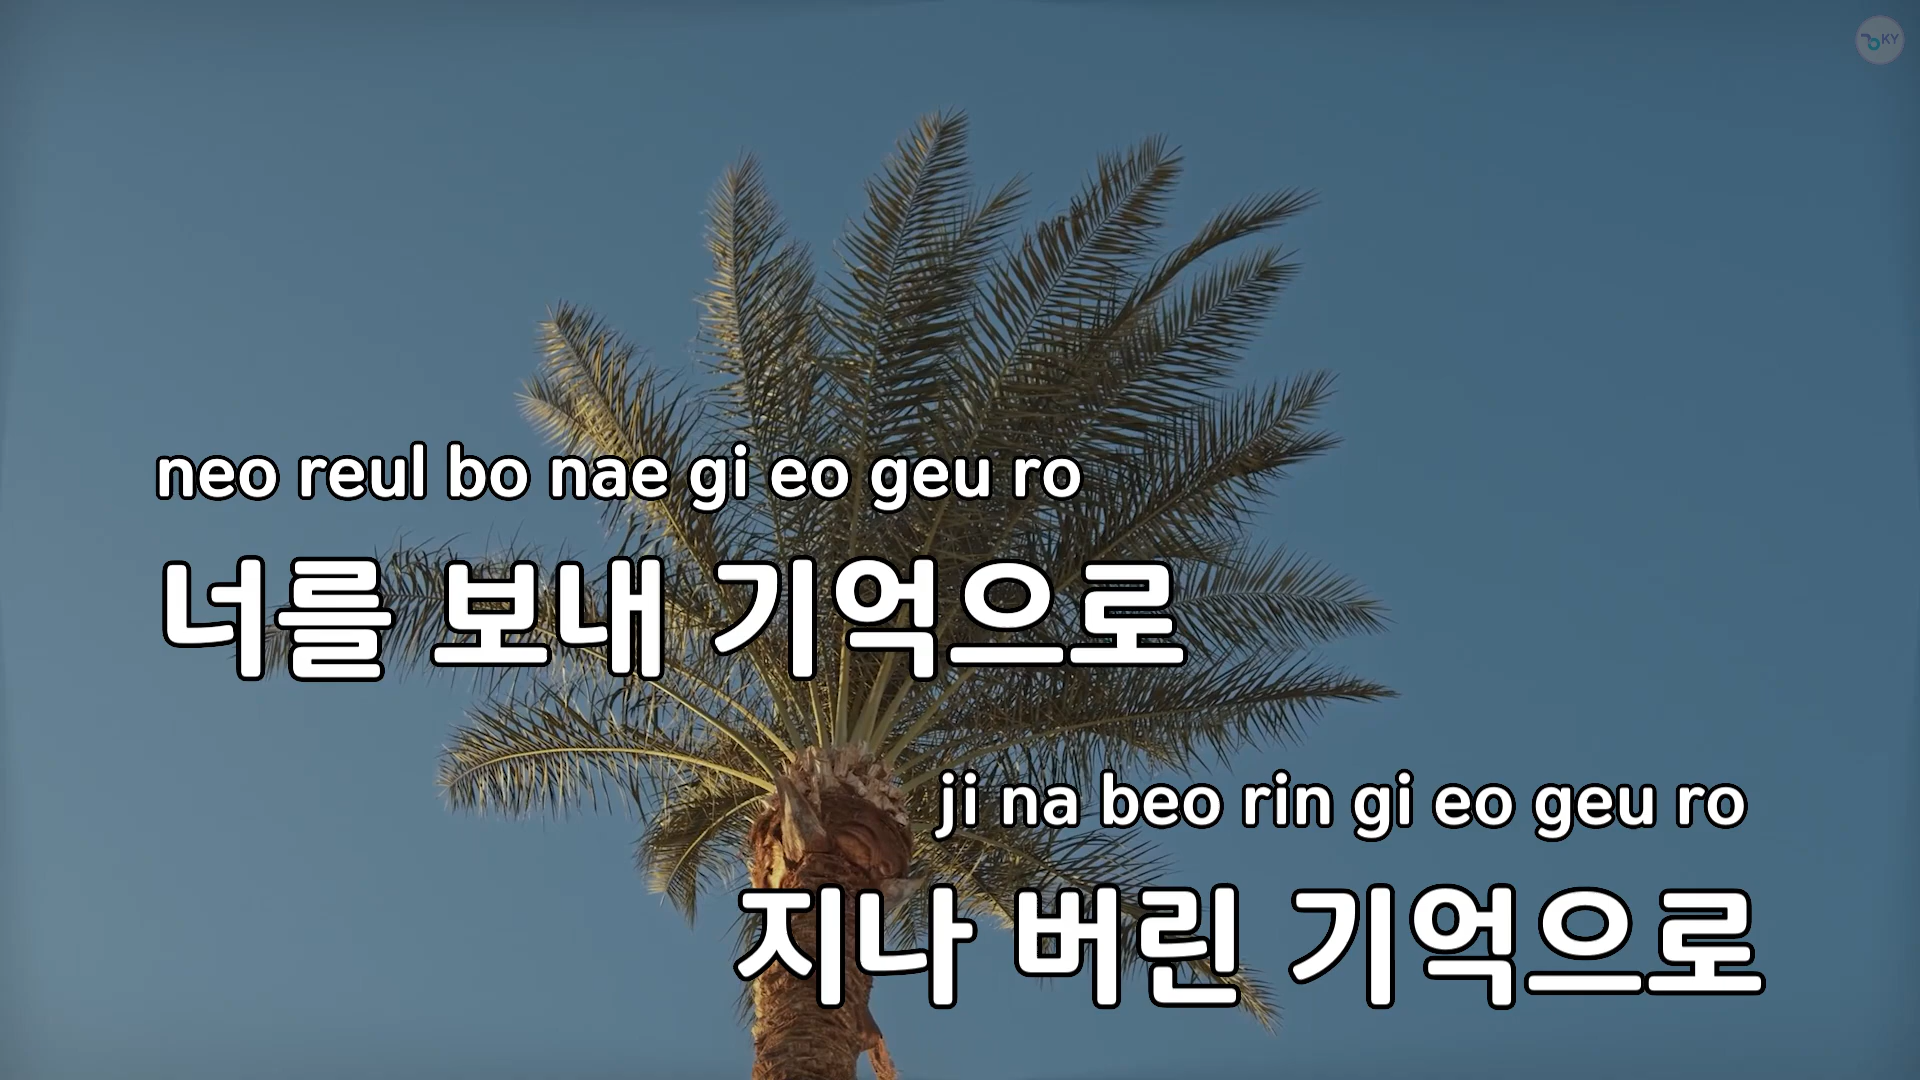 KY
neo reul bo nae gi eo geu ro
너를 보내 기억으로
ji na beo rin gi eo geu ro
지나 버린 기억으로